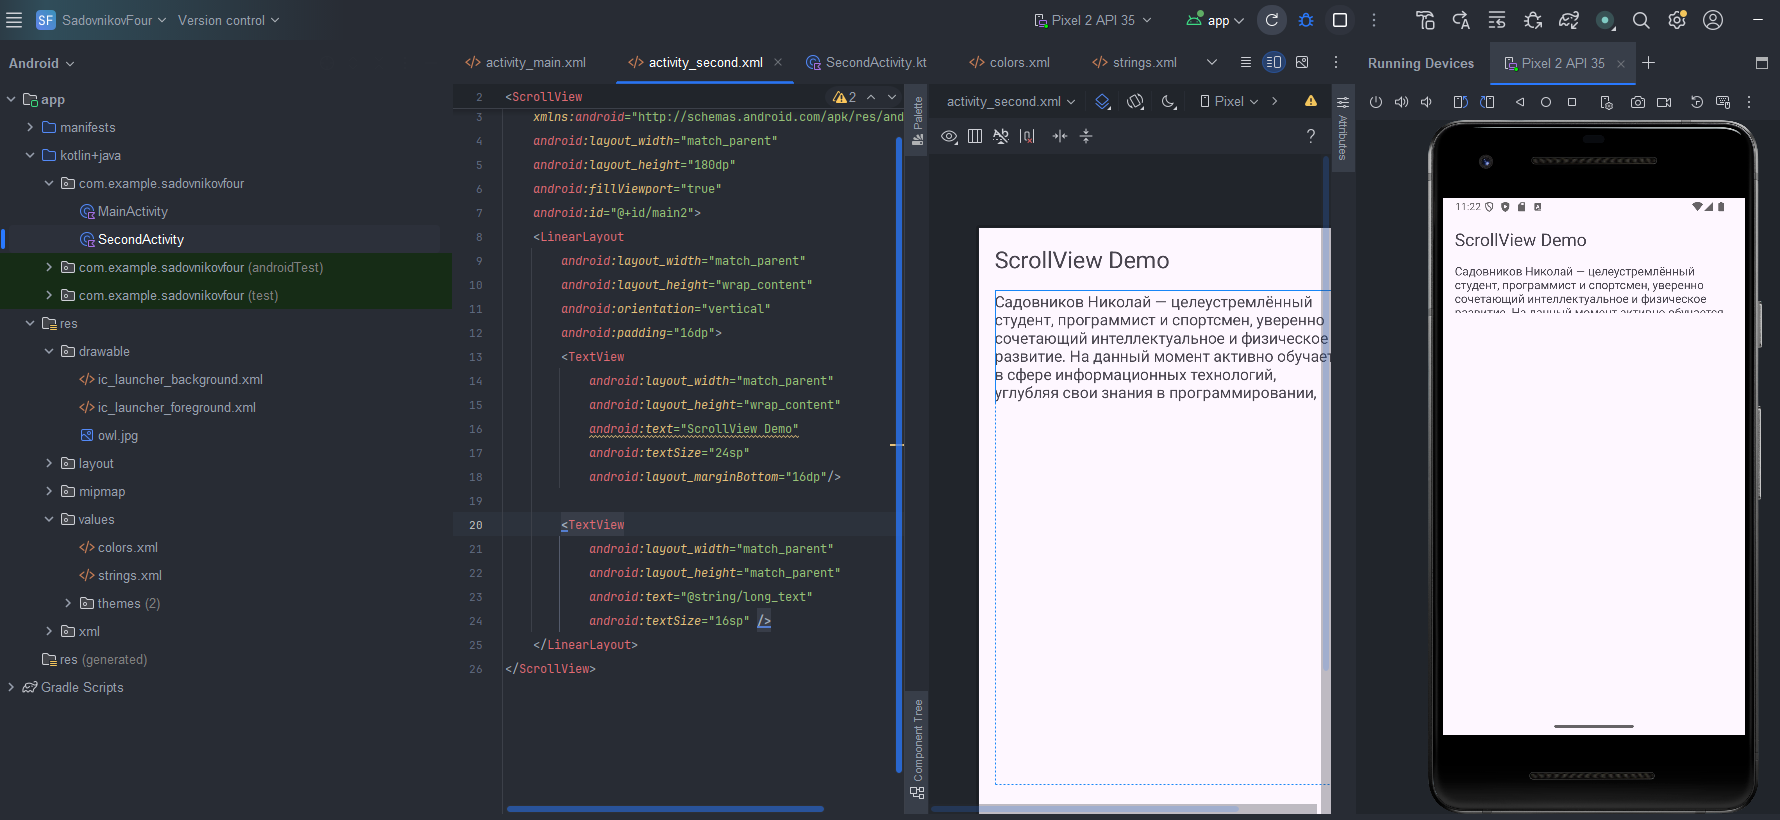 SF SadovnikovFour Version control Pixel 2 API 35 app
Android
app
manifests
kotlin+java
com.example.sadovnikovfour
MainActivity
SecondActivity
com.example.sadovnikovfour (androidTest)
com.example.sadovnikovfour (test)
res
drawable
ic_launcher_background.xml
ic_launcher_foreground.xml
owl.jpg
layout
mipmap
values
colors.xml
strings.xml
themes (2)
xml
res (generated)
Gradle Scripts
activity_main.xml activity_second.xml SecondActivity.kt colors.xml strings.xml
2 <ScrollView 2
3 xmlns:android="http://schemas.android.com/apk/res/and
4 android:layout_width="match_parent"
5 android:layout_height="180dp"
6 android:fillViewport="true"
7 android:id="@+id/main2">
8 <LinearLayout
9 android:layout_width="match_parent"
10 android:layout_height="wrap_content"
11 android:orientation="vertical"
12 android:padding="16dp">
13 <TextView
14 android:layout_width="match_parent"
15 android:layout_height="wrap_content"
16 android:text="ScrollView Demo"
17 android:textSize="24sp"
18 android:layout_marginBottom="16dp"/>
19
20 <TextView
21 android:layout_width="match_parent"
22 android:layout_height="match_parent"
23 android:text="@string/long_text"
24 android:textSize="16sp" />
25 </LinearLayout>
26 </ScrollView>
Palette
Component Tree
activity_second.xml Pixel
?
Attributes
ScrollView Demo
Садовников Николай — целеустремлённый
студент, программист и спортсмен, уверенно
сочетающий интеллектуальное и физическое
развитие. На данный момент активно обучает
в сфере информационных технологий,
углубляя свои знания в программировании,
Running Devices Pixel 2 API 35
11:22
ScrollView Demo
Садовников Николай — целеустремлённый
студент, программист и спортсмен, уверенно
сочетающий интеллектуальное и физическое
развитие. На данный момент активно обучается